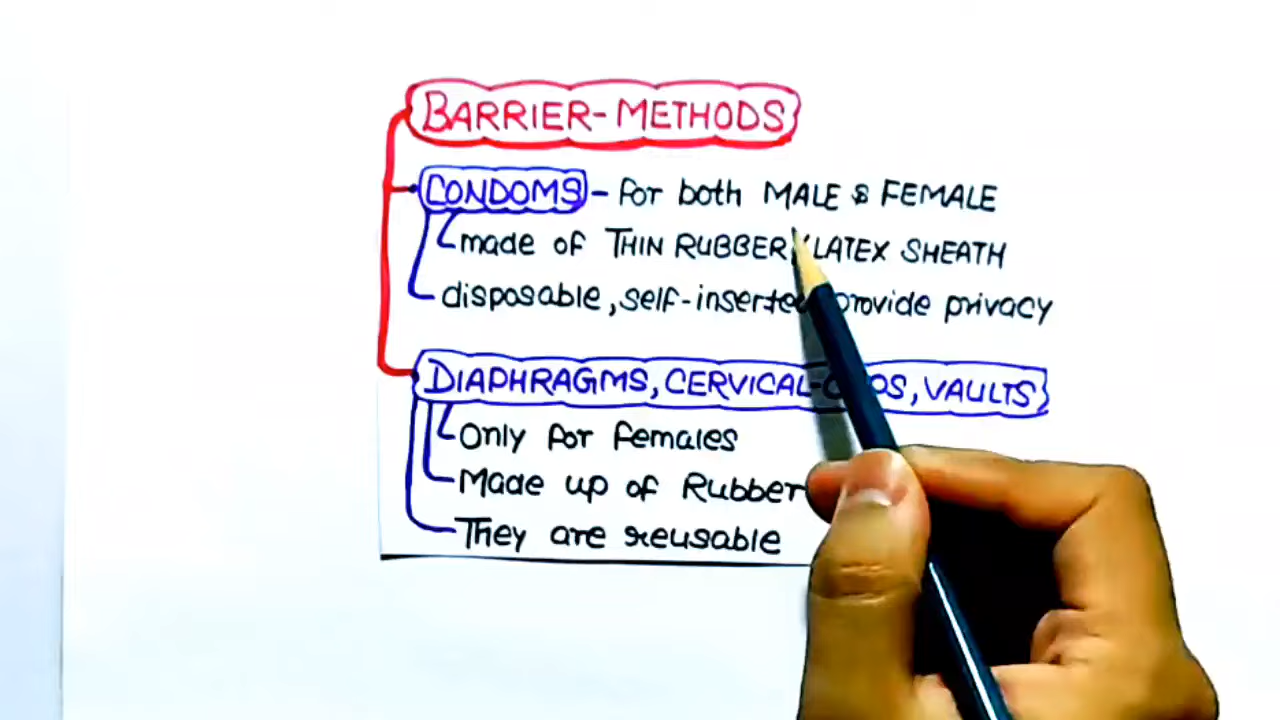 BARRIER-METHODS
CONDOMS - for both MALE & FEMALE
made of THIN RUBBER/LATEX SHEATH
disposable, self-inserted provide privacy
DIAPHRAGMS, CERVICAL-CAPS, VAULTS
Only for females
Made up of Rubber
They are reusable